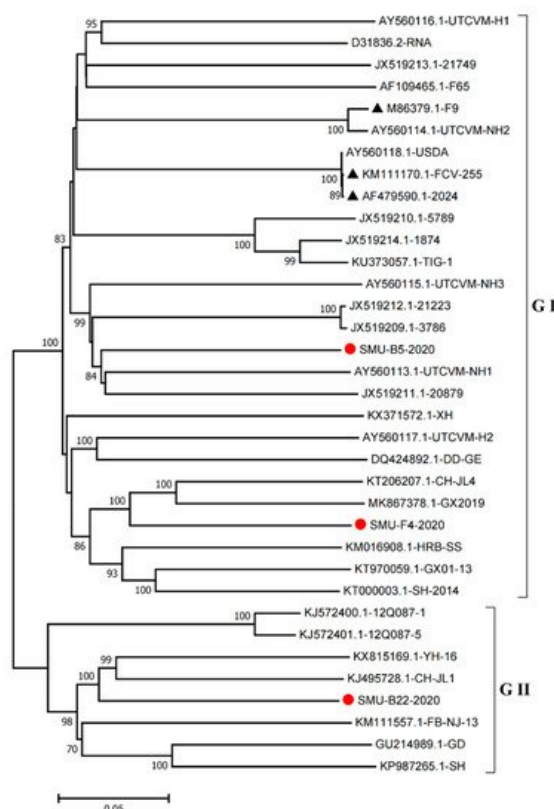 95
AY560116.1-UTCVM-H1
D31836.2-RNA
JX519213.1-21749
AF109465.1-F65
M86379.1-F9
100
AY560114.1-UTCVM-NH2
AY560118.1-USDA
100
KM111170.1-FCV-255
89
AF479590.1-2024
JX519210.1-5789
83
100
JX519214.1-1874
99
KU373057.1-TIG-1
AY560115.1-UTCVM-NH3
G I
JX519212.1-21223
99
100
JX519209.1-3786
100
SMU-B5-2020
84
AY560113.1-UTCVM-NH1
JX519211.1-20879
KX371572.1-XH
AY560117.1-UTCVM-H2
100
DQ424892.1-DD-GE
KT206207.1-CH-JL4
100
100
MK867378.1-GX2019
SMU-F4-2020
86
KM016908.1-HRB-SS
93
KT970059.1-GX01-13
100
KT000003.1-SH-2014
KJ572400.1-12Q087-1
100
KJ572401.1-12Q087-5
KX815169.1-YH-16
99
100
KJ495728.1-CH-JL1
G II
SMU-B22-2020
98
KM111557.1-FB-NJ-13
70
GU214989.1-GD
100
KP987265.1-SH
0.05